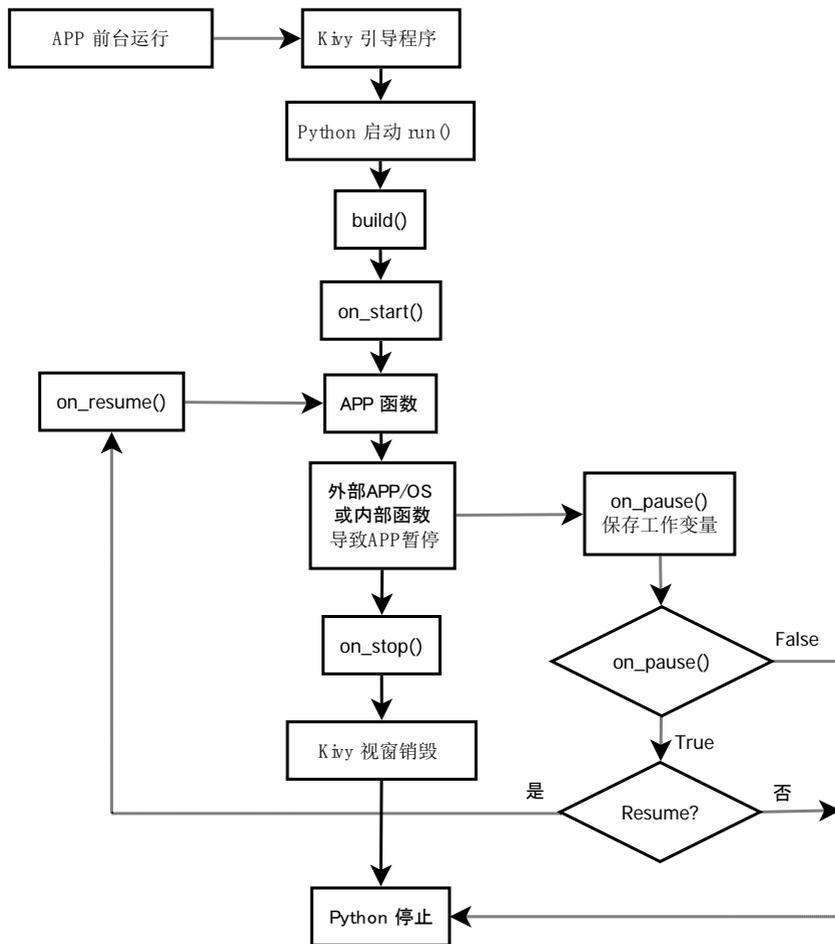 APP 前台运行
Kivy 引导程序
Python 启动 run()
build()
on_start()
on_resume()
APP 函数
外部APP/OS
或内部函数
导致APP暂停
on_pause()
保存工作变量
on_stop()
on_pause()
False
True
Kivy 视窗销毁
是
Resume?
否
Python 停止